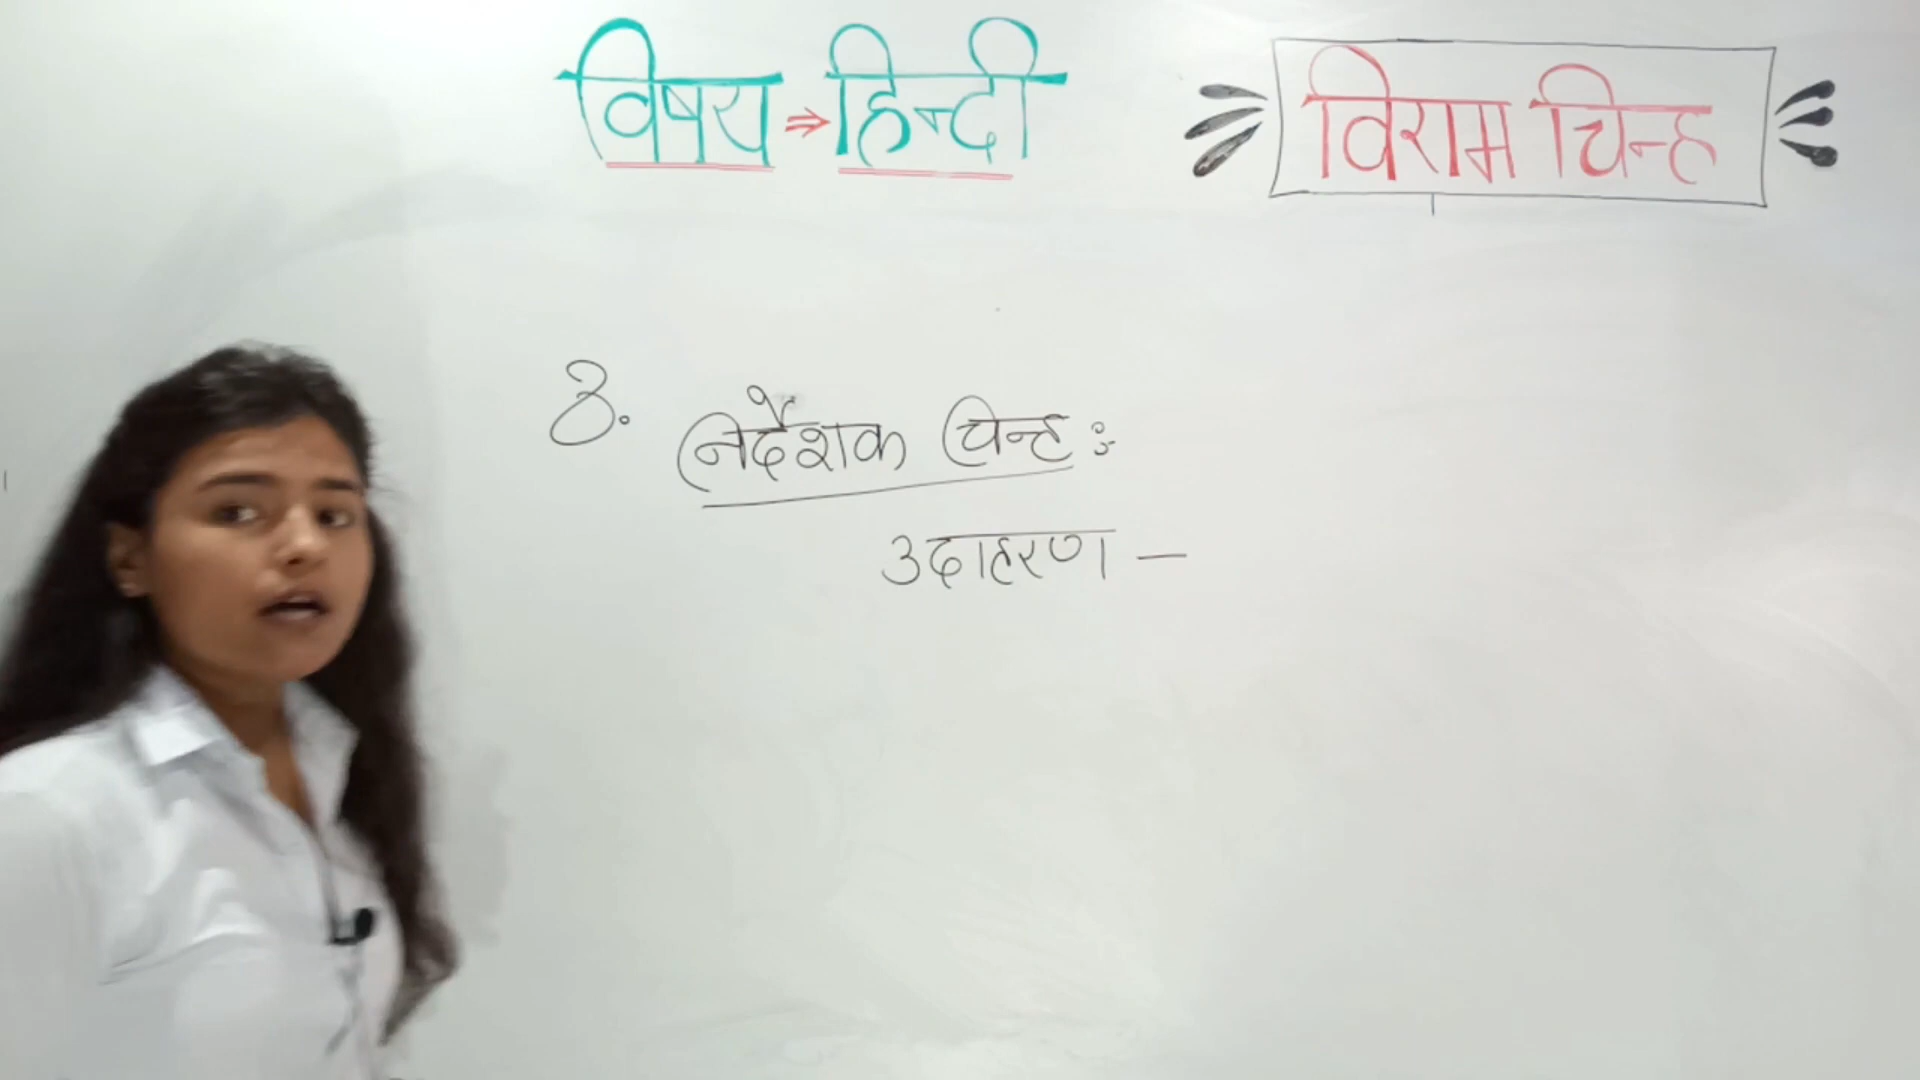 विषय ⇒ हिन्दी
विराम चिन्ह
8. निर्देशक चिन्ह :-
उदाहरण —